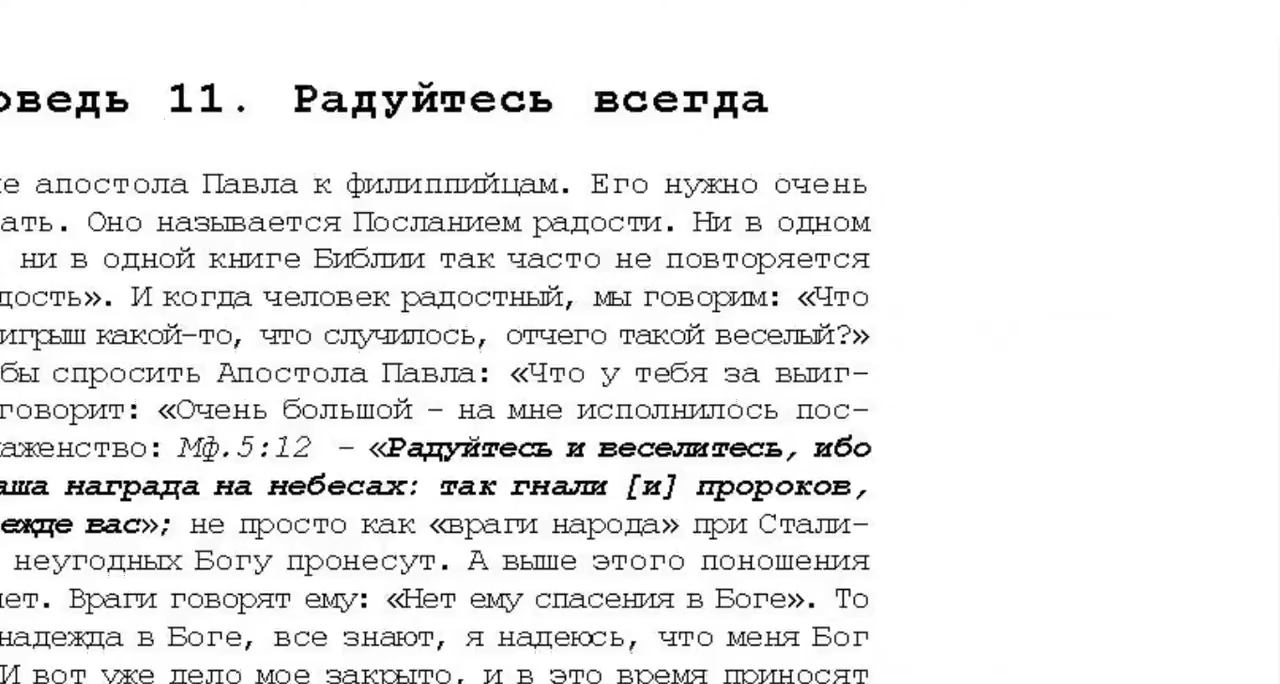 оведь 11. Радуйтесь всегда
ие апостола Павла к филиппийцам. Его нужно очень
ать. Оно называется Посланием радости. Ни в одном
ни в одной книге Библии так часто не повторяется
дость». И когда человек радостный, мы говорим: «Что
игрыш какой-то, что случилось, отчего такой веселый?»
бы спросить Апостола Павла: «Что у тебя за выиг-
говорит: «Очень большой – на мне исполнилось пос-
аженство: Мф.5:12 – «Радуйтесь и веселитесь, ибо
аша награда на небесах: так гнали [и] пророков,
ежде вас»; не просто как «враги народа» при Стали-
неугодных Богу пронесут. А выше этого поношения
нет. Враги говорят ему: «Нет ему спасения в Боге». То
надежда в Боге, все знают, я надеюсь, что меня Бог
И вот уже дело мое закрыто, и в это время приносят